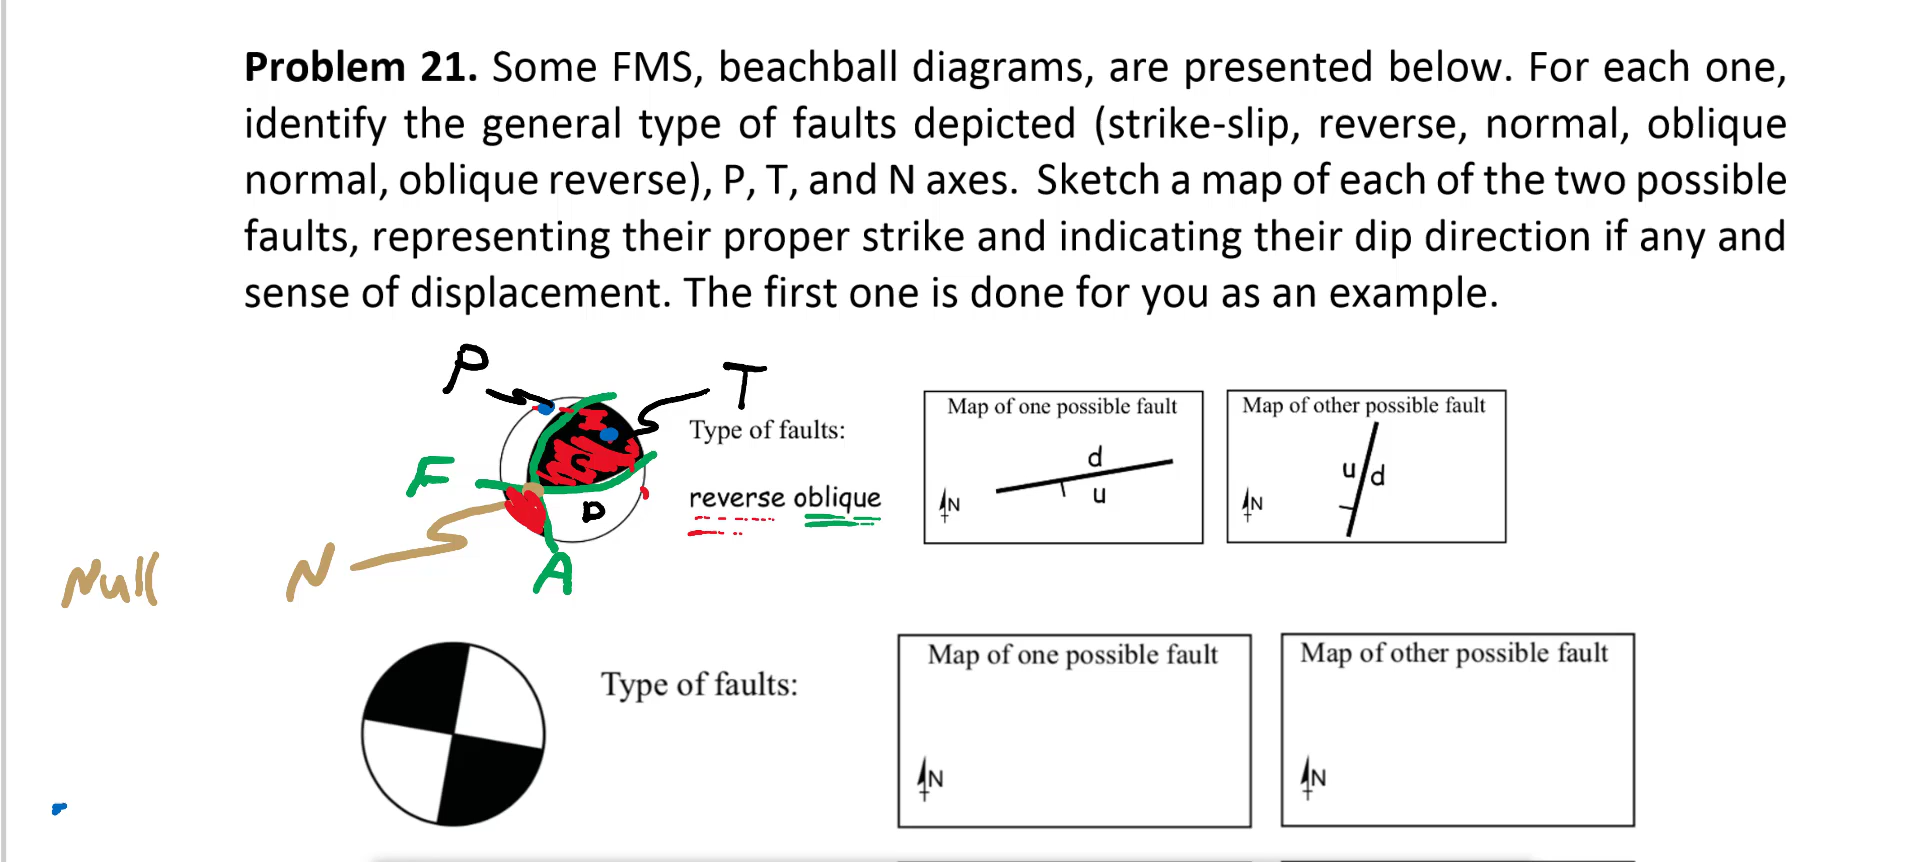 Problem 21. Some FMS, beachball diagrams, are presented below. For each one,
identify the general type of faults depicted (strike-slip, reverse, normal, oblique
normal, oblique reverse), P, T, and N axes. Sketch a map of each of the two possible
faults, representing their proper strike and indicating their dip direction if any and
sense of displacement. The first one is done for you as an example.
P
T
Map of one possible fault
Map of other possible fault
Type of faults:
d
u
u/d
F
C
reverse oblique
N
N
D
Null
N
A
Map of one possible fault
Map of other possible fault
Type of faults:
N
N